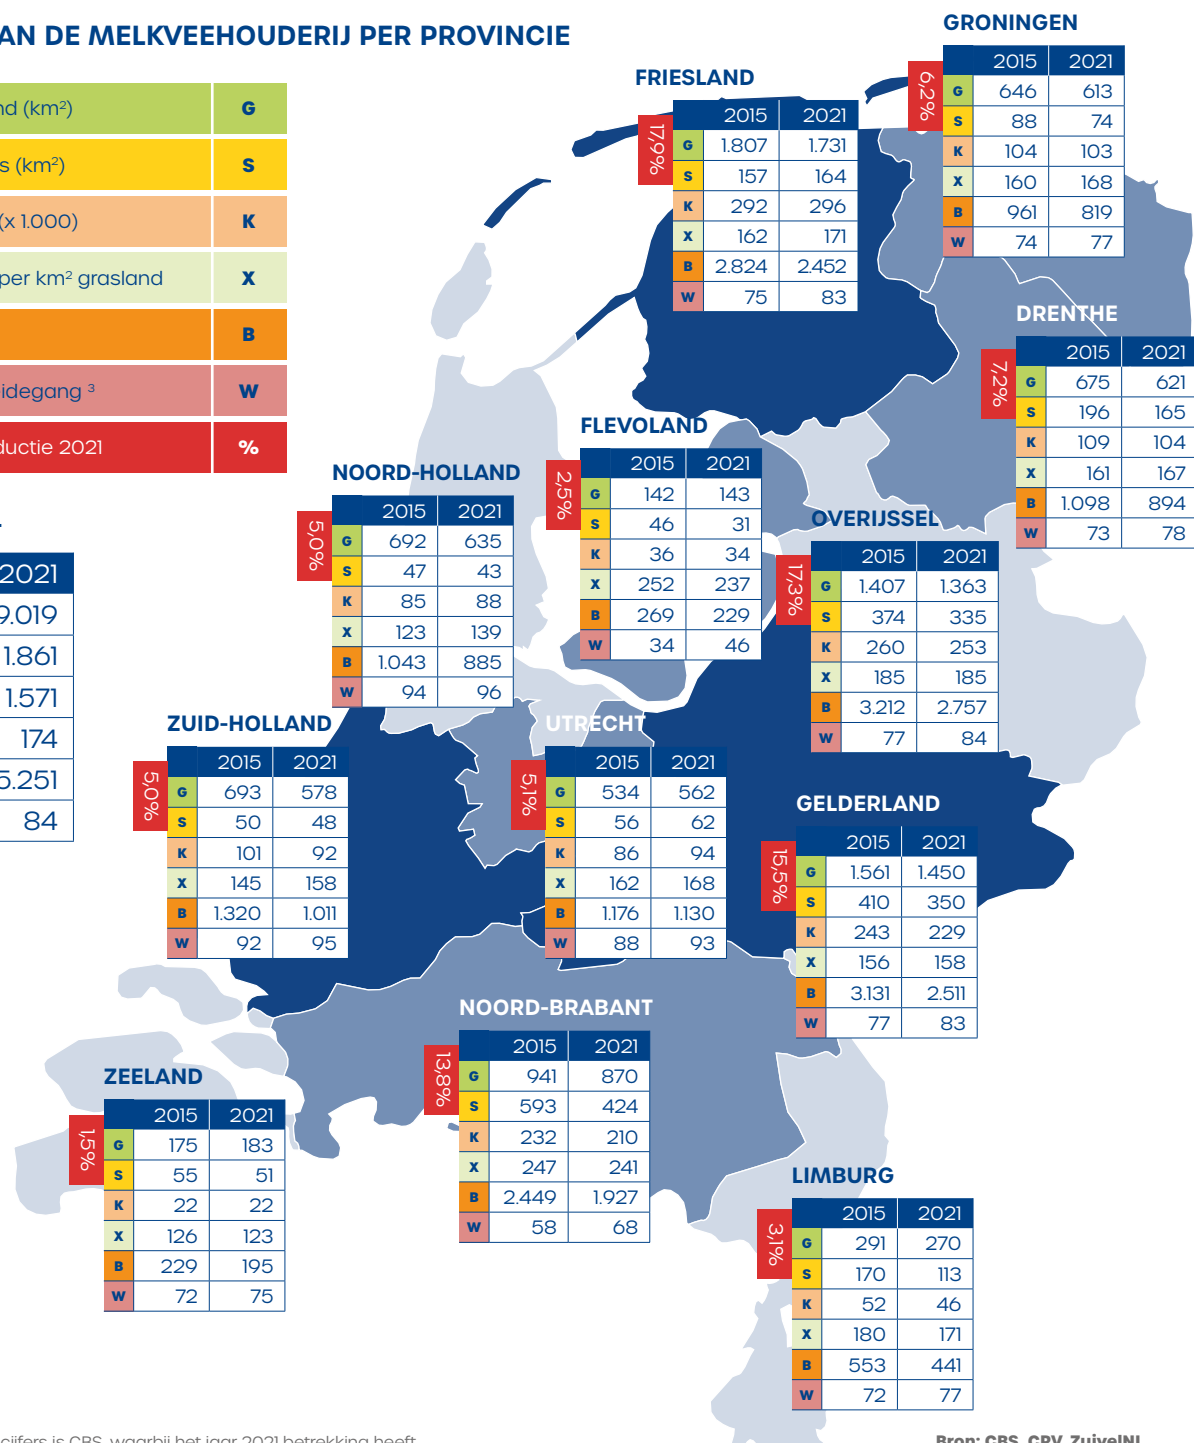 AN DE MELKVEEHOUDERIJ PER PROVINCIE
nd (km²) G
s (km²) S
(x 1.000) K
per km² grasland X
B
idegang ³ W
ductie 2021 %
2021
9.019
1.861
1.571
174
5.251
84
GRONINGEN
6,2%
2015 2021
G 646 613
S 88 74
K 104 103
X 160 168
B 961 819
W 74 77
FRIESLAND
17,9%
2015 2021
G 1.807 1.731
S 157 164
K 292 296
X 162 171
B 2.824 2.452
W 75 83
DRENTHE
7,2%
2015 2021
G 675 621
S 196 165
K 109 104
X 161 167
B 1.098 894
W 73 78
FLEVOLAND
2,5%
2015 2021
G 142 143
S 46 31
K 36 34
X 252 237
B 269 229
W 34 46
NOORD-HOLLAND
5,0%
2015 2021
G 692 635
S 47 43
K 85 88
X 123 139
B 1.043 885
W 94 96
OVERIJSSEL
17,3%
2015 2021
G 1.407 1.363
S 374 335
K 260 253
X 185 185
B 3.212 2.757
W 77 84
ZUID-HOLLAND
5,0%
2015 2021
G 693 578
S 50 48
K 101 92
X 145 158
B 1.320 1.011
W 92 95
UTRECHT
5,1%
2015 2021
G 534 562
S 56 62
K 86 94
X 162 168
B 1.176 1.130
W 88 93
GELDERLAND
15,5%
2015 2021
G 1.561 1.450
S 410 350
K 243 229
X 156 158
B 3.131 2.511
W 77 83
NOORD-BRABANT
13,8%
2015 2021
G 941 870
S 593 424
K 232 210
X 247 241
B 2.449 1.927
W 58 68
ZEELAND
1,5%
2015 2021
G 175 183
S 55 51
K 22 22
X 126 123
B 229 195
W 72 75
LIMBURG
3,1%
2015 2021
G 291 270
S 170 113
K 52 46
X 180 171
B 553 441
W 72 77
cijfers is CBS, waarbij het jaar 2021 betrekking heeft
Bron: CBS, CRV, ZuivelNL